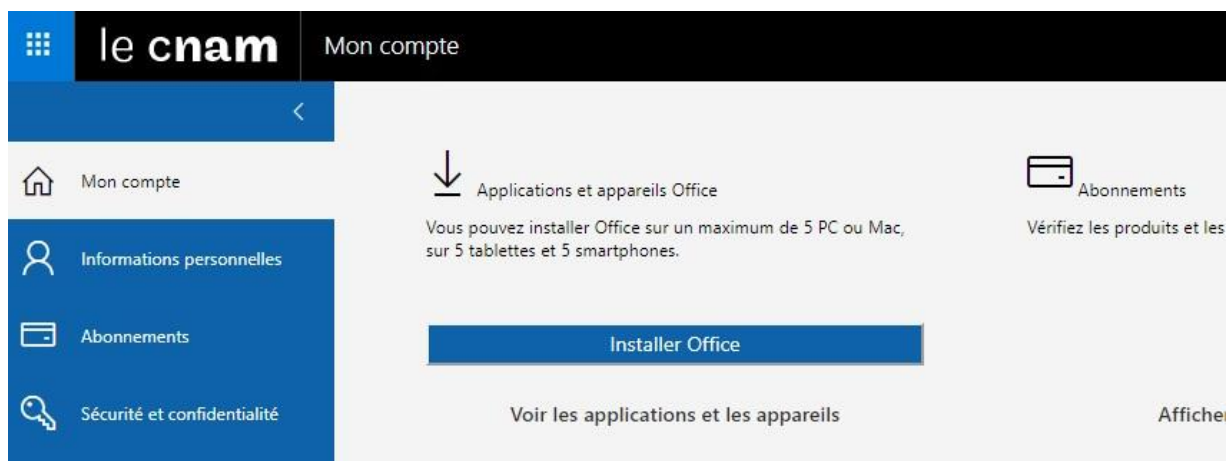 le cnam
Mon compte
Mon compte
Informations personnelles
Abonnements
Sécurité et confidentialité
Applications et appareils Office
Vous pouvez installer Office sur un maximum de 5 PC ou Mac,
sur 5 tablettes et 5 smartphones.
Installer Office
Voir les applications et les appareils
Abonnements
Vérifiez les produits et les
Afficher